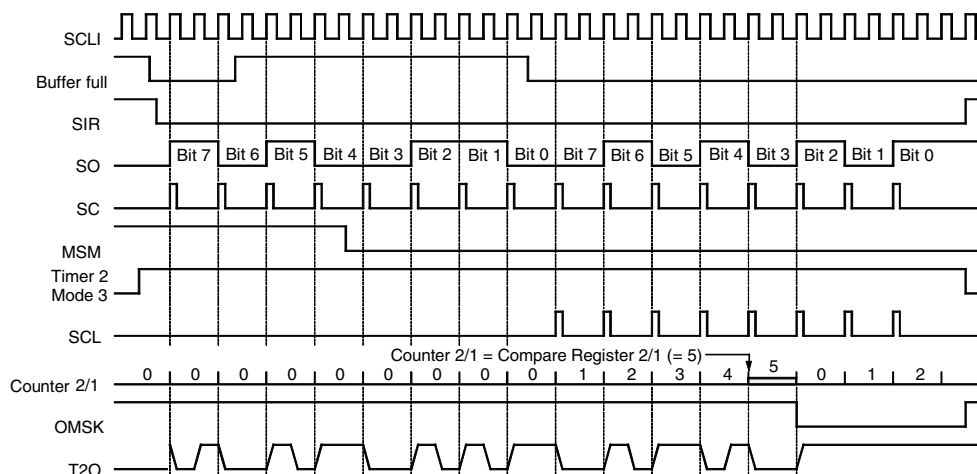 SCLI
Buffer full
SIR
SO
Bit 7 Bit 6 Bit 5 Bit 4 Bit 3 Bit 2 Bit 1 Bit 0 Bit 7 Bit 6 Bit 5 Bit 4 Bit 3 Bit 2 Bit 1 Bit 0
SC
MSM
Timer 2
Mode 3
SCL
Counter 2/1 = Compare Register 2/1 (= 5)
Counter 2/1
0 0 0 0 0 0 0 0 0 1 2 3 4 5 0 1 2
OMSK
T2O